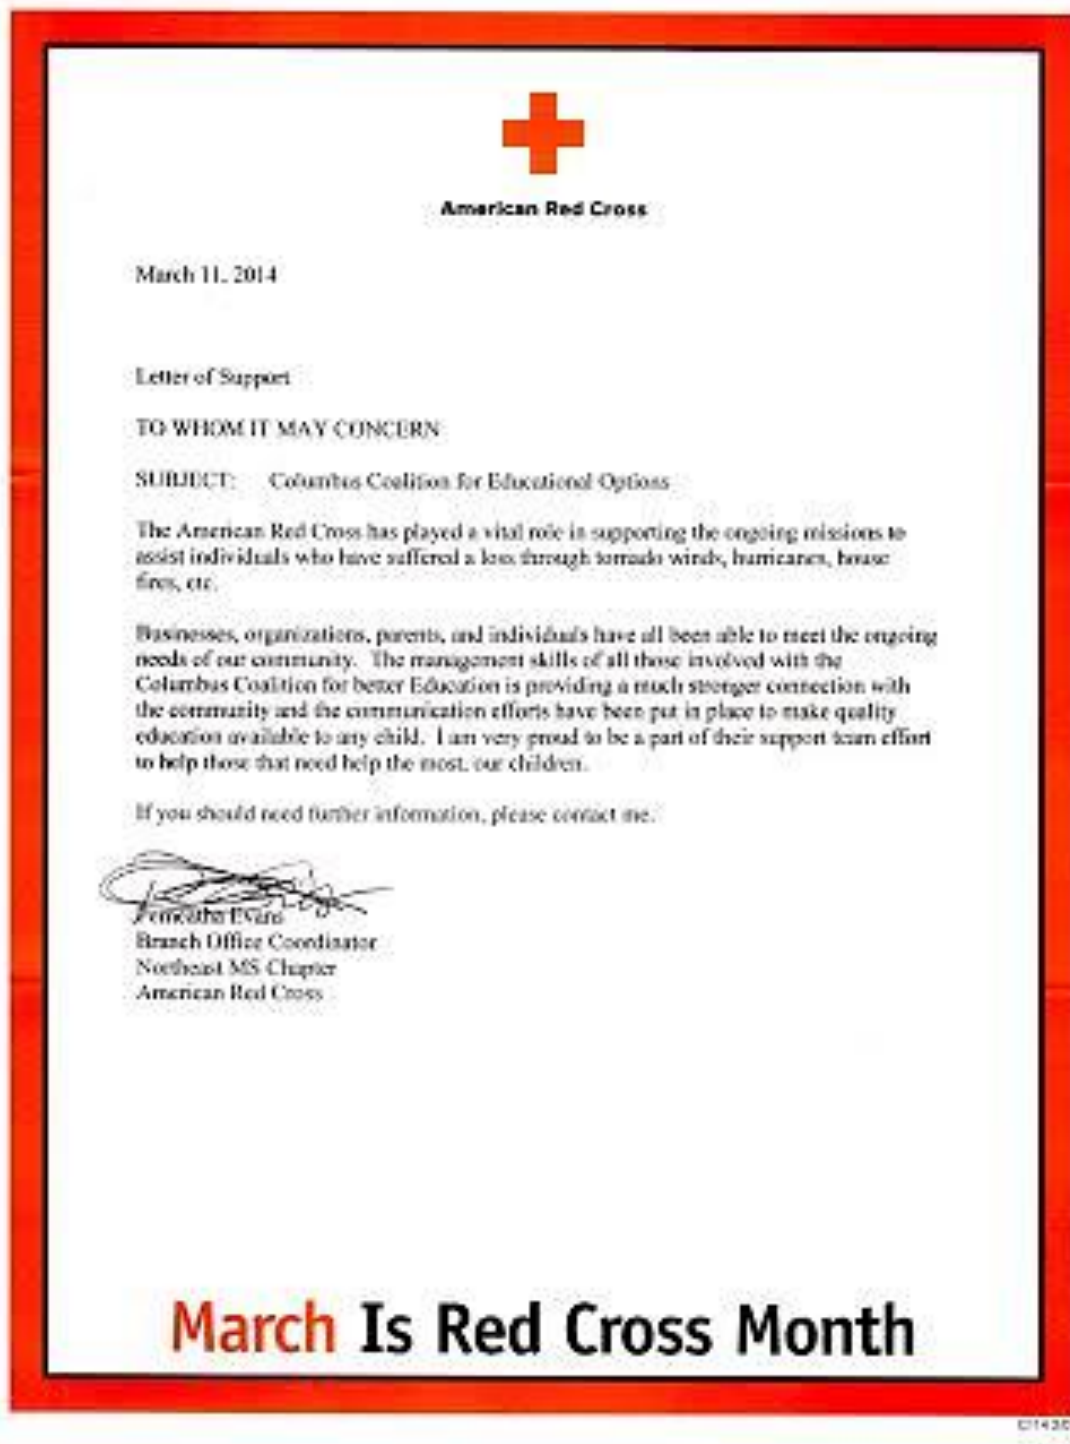 American Red Cross
March 11, 2014
Letter of Support
TO WHOM IT MAY CONCERN
SUBJECT: Columbus Coalition for Educational Options
The American Red Cross has played a vital role in supporting the ongoing missions to
assist individuals who have suffered a loss through tornado winds, hurricanes, house
fires, etc.
Businesses, organizations, parents, and individuals have all been able to meet the ongoing
needs of our community. The management skills of all those involved with the
Columbus Coalition for better Education is providing a much stronger connection with
the community and the communication efforts have been put in place to make quality
education available to any child. I am very proud to be a part of their support team effort
to help those that need help the most, our children.
If you should need further information, please contact me.
Evans
Branch Office Coordinator
Northeast MS Chapter
American Red Cross
March Is Red Cross Month